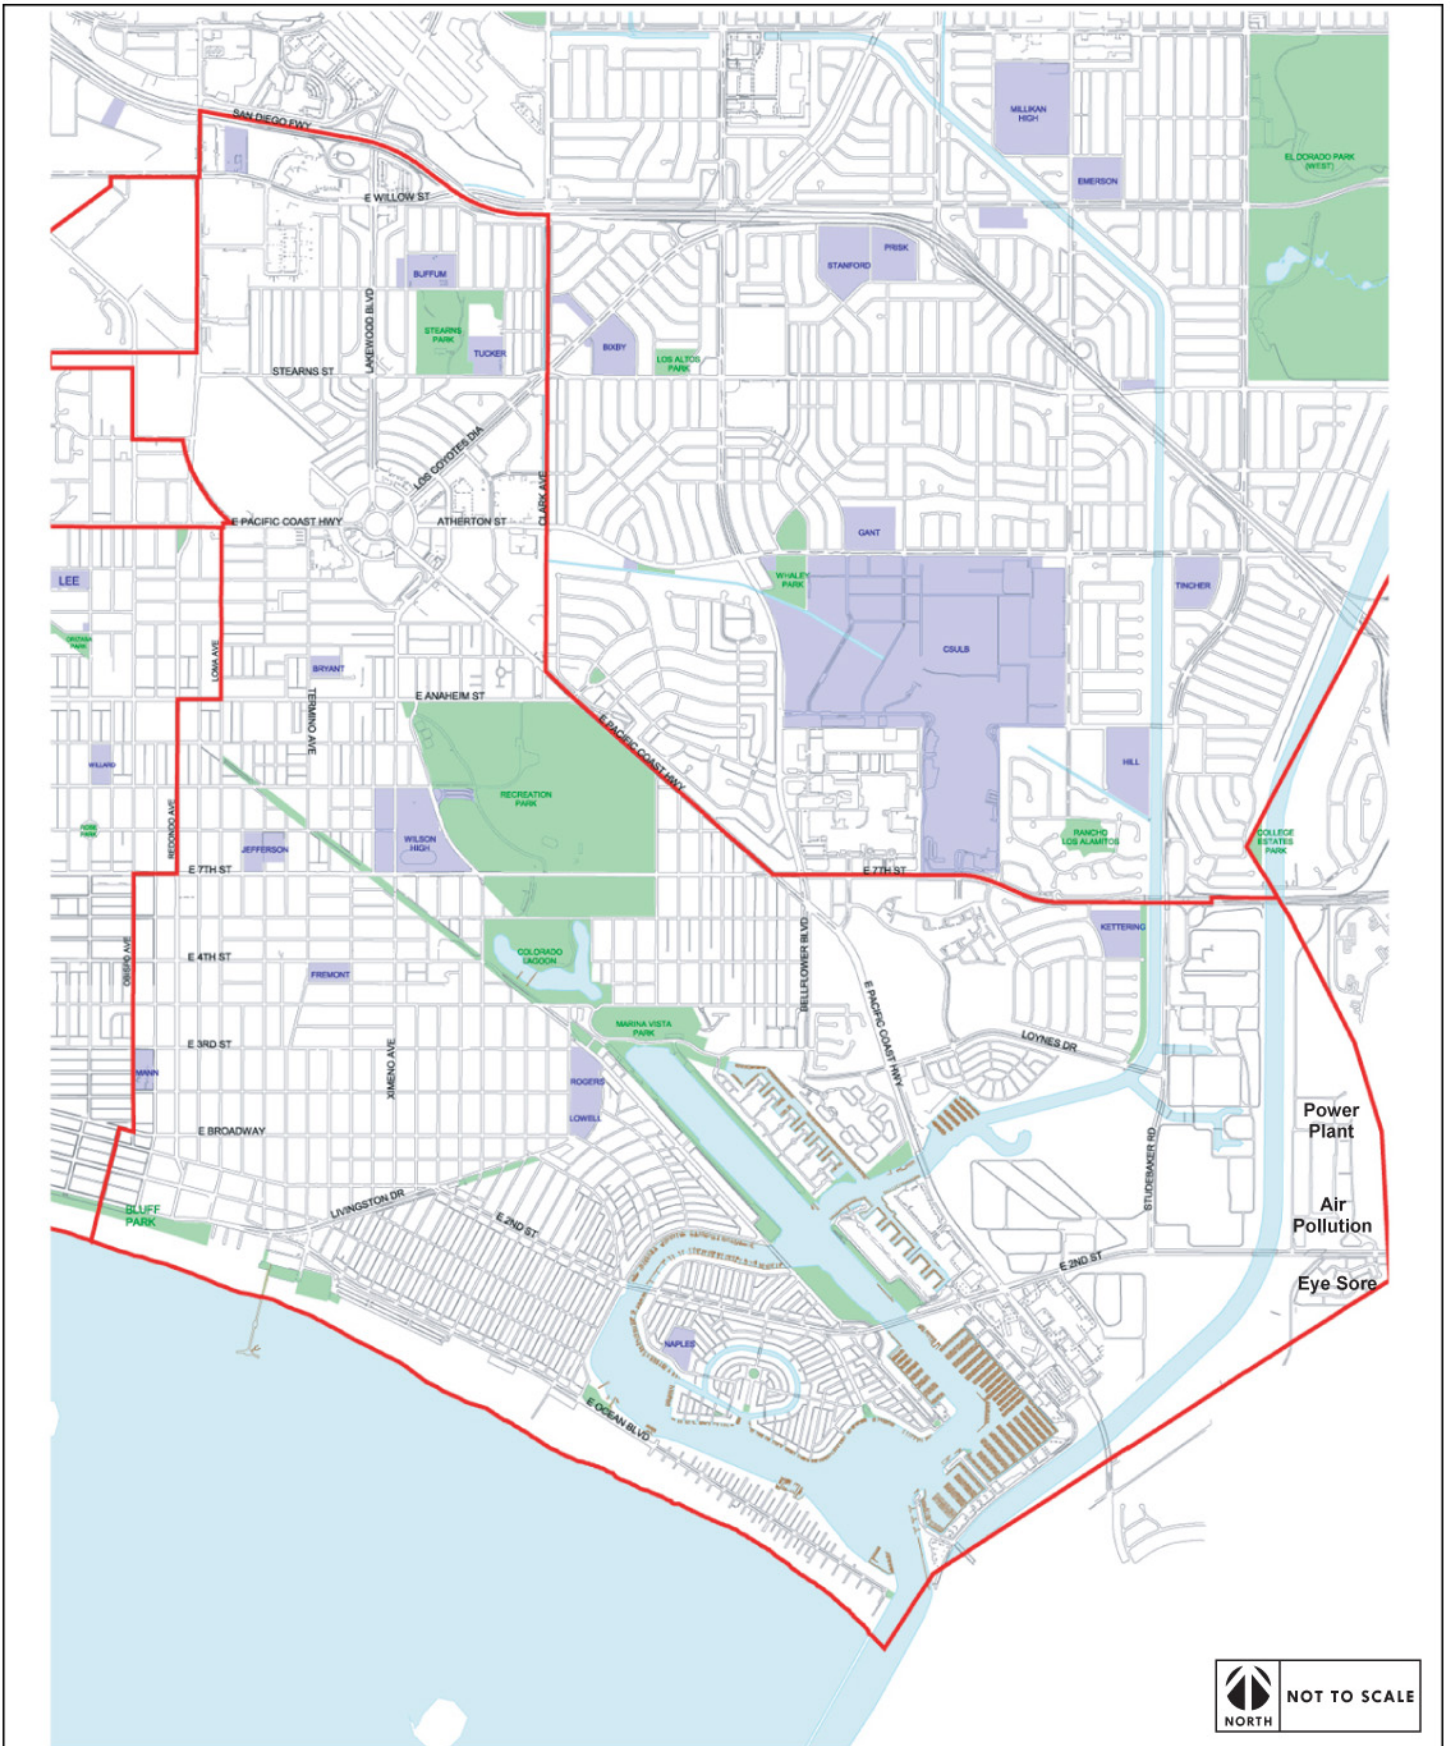 SAN DIEGO FWY
MILLIKAN
HIGH
EL DORADO PARK
(WEST)
EMERSON
E WILLOW ST
PRISK
STANFORD
BUFFUM
LAKEWOOD BLVD
STEARNS
PARK
TUCKER
BIXBY
LOS ALTOS
PARK
STEARNS ST
LOS COYOTES DIA
CLARK AVE
E PACIFIC COAST HWY
ATHERTON ST
GANT
LEE
WHALEY
PARK
TINCHER
ORIZABA
PARK
LOMA AVE
BRYANT
CSULB
TERMINO AVE
E ANAHEIM ST
E PACIFIC COAST HWY
WILLARD
HILL
RECREATION
PARK
REDONDO AVE
ROSE
PARK
JEFFERSON
WILSON
HIGH
RANCHO
LOS ALAMITOS
COLLEGE
ESTATES
PARK
E 7TH ST
E 7TH ST
KETTERING
OBISPO AVE
E 4TH ST
COLORADO
LAGOON
BELLFLOWER BLVD
FREMONT
E PACIFIC COAST HWY
MARINA VISTA
PARK
E 3RD ST
LOYNES DR
MANN
XIMENO AVE
ROGERS
LOWELL
Power
Plant
E BROADWAY
STUDEBAKER RD
LIVINGSTON DR
BLUFF
PARK
E 2ND ST
Air
Pollution
E 2ND ST
Eye Sore
NAPLES
E OCEAN BLVD
NORTH
NOT TO SCALE